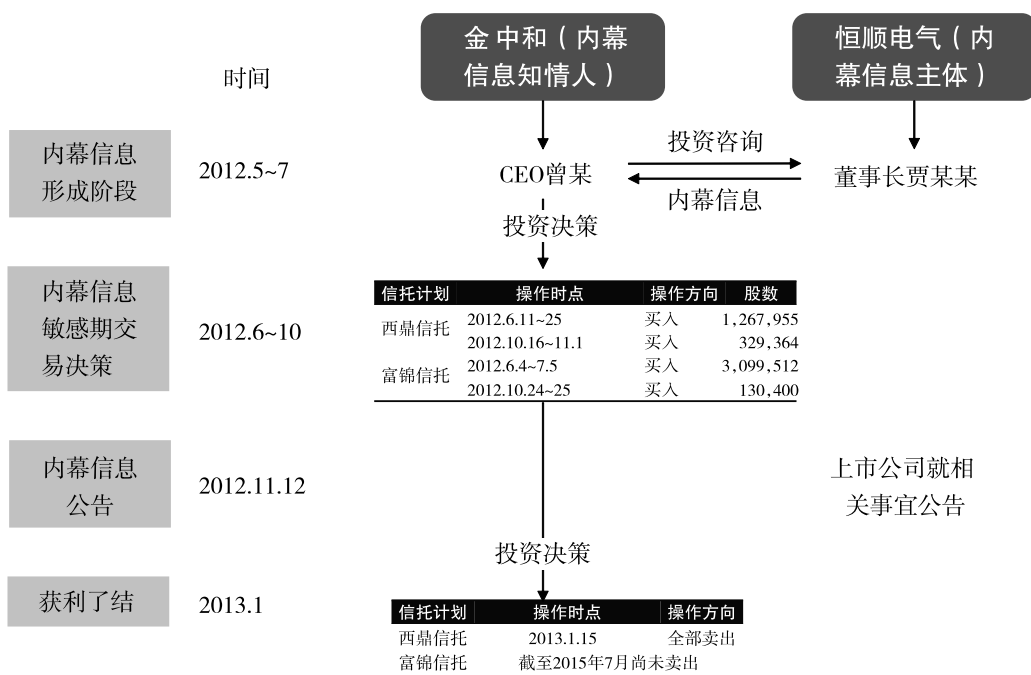 金中和（内幕
信息知情人）
恒顺电气（内
幕信息主体）
时间
内幕信息
形成阶段
2012.5~7
CEO曾某
投资咨询
内幕信息
董事长贾某某
投资决策
内幕信息
敏感期交
易决策
2012.6~10
信托计划 操作时点 操作方向 股数
西鼎信托 2012.6.11~25 买入 1,267,955
2012.10.16~11.1 买入 329,364
富锦信托 2012.6.4~7.5 买入 3,099,512
2012.10.24~25 买入 130,400
内幕信息
公告
2012.11.12
上市公司就相
关事宜公告
投资决策
获利了结
2013.1
信托计划 操作时点 操作方向
西鼎信托 2013.1.15 全部卖出
富锦信托 截至2015年7月尚未卖出